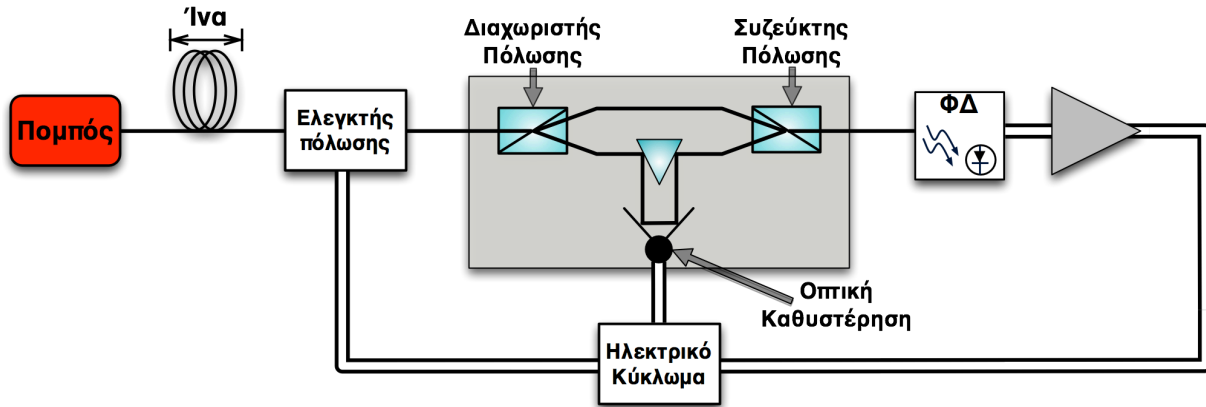 Ίνα
Πομπός
Ελεγκτής
πόλωσης
Διαχωριστής
Πόλωσης
Συζεύκτης
Πόλωσης
ΦΔ
Οπτική
Καθυστέρηση
Ηλεκτρικό
Κύκλωμα